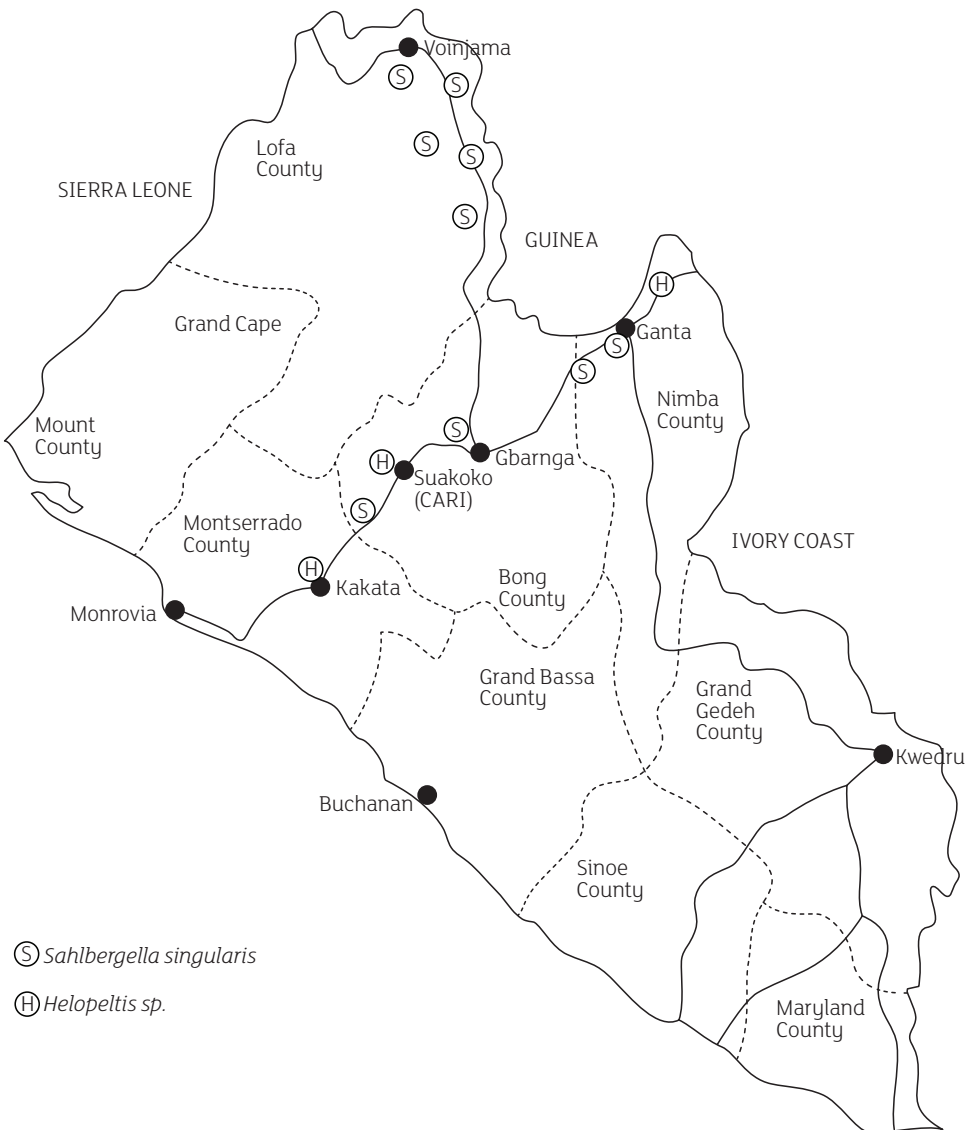 Voinjama
S
S
Lofa
County
S
S
SIERRA LEONE
S
GUINEA
H
Grand Cape
Ganta
S
S
Nimba
County
Mount
County
S
Gbarnga
H
Suakoko
(CARI)
S
Montserrado
County
IVORY COAST
H
Kakata
Bong
County
Monrovia
Grand Bassa
County
Grand
Gedeh
County
Kwedru
Buchanan
Sinoe
County
S Sahlbergella singularis
H Helopeltis sp.
Maryland
County